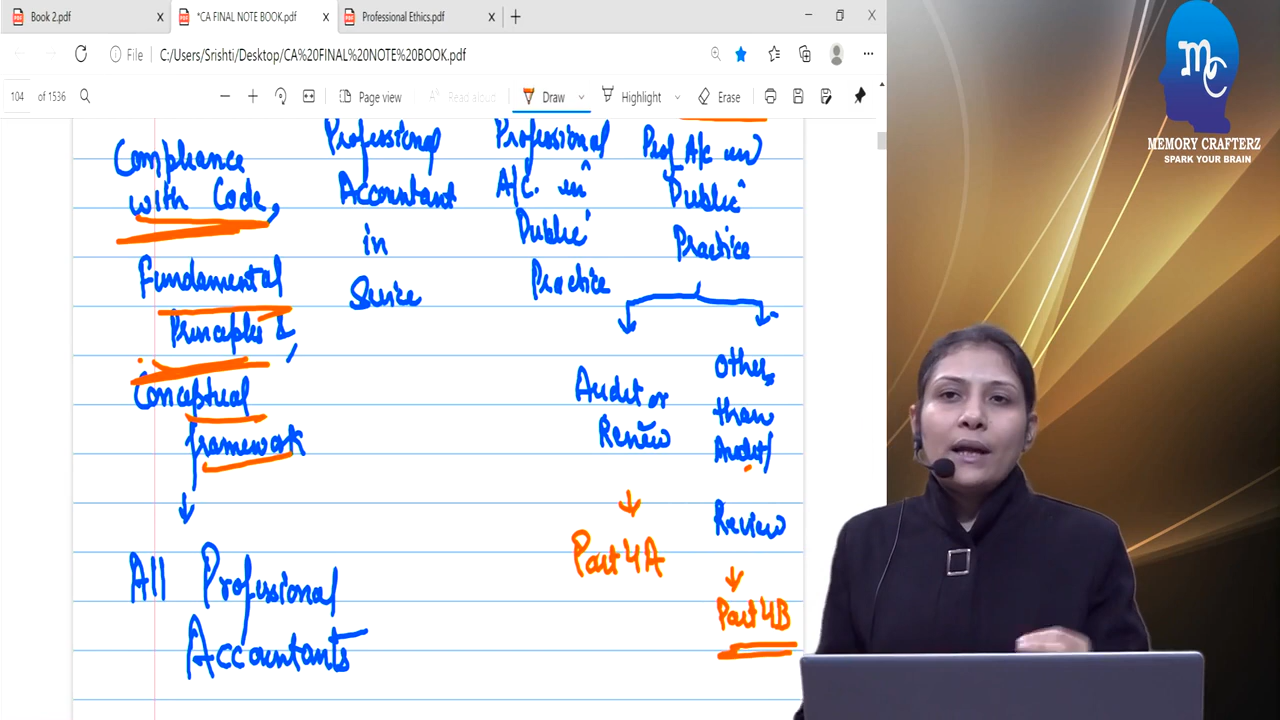 Book 2.pdf
*CA FINAL NOTE BOOK.pdf
Professional Ethics.pdf
File
C:/Users/Srishti/Desktop/CA%20FINAL%20NOTE%20BOOK.pdf
104 of 1536
Page view
Read aloud
Draw
Highlight
Erase
Compliance
with Code,
Fundamental
Principles &
Conceptual
framework
All Professional
Accountants
Professional
Accountant
in
Service
Professional
A/C. in
Public
Practice
Prof A/c in
Public
Practice
Audit or
Review
Part 4A
Other
than
Audit/
Review
Part 4B
MC
MEMORY CRAFTERZ
SPARK YOUR BRAIN